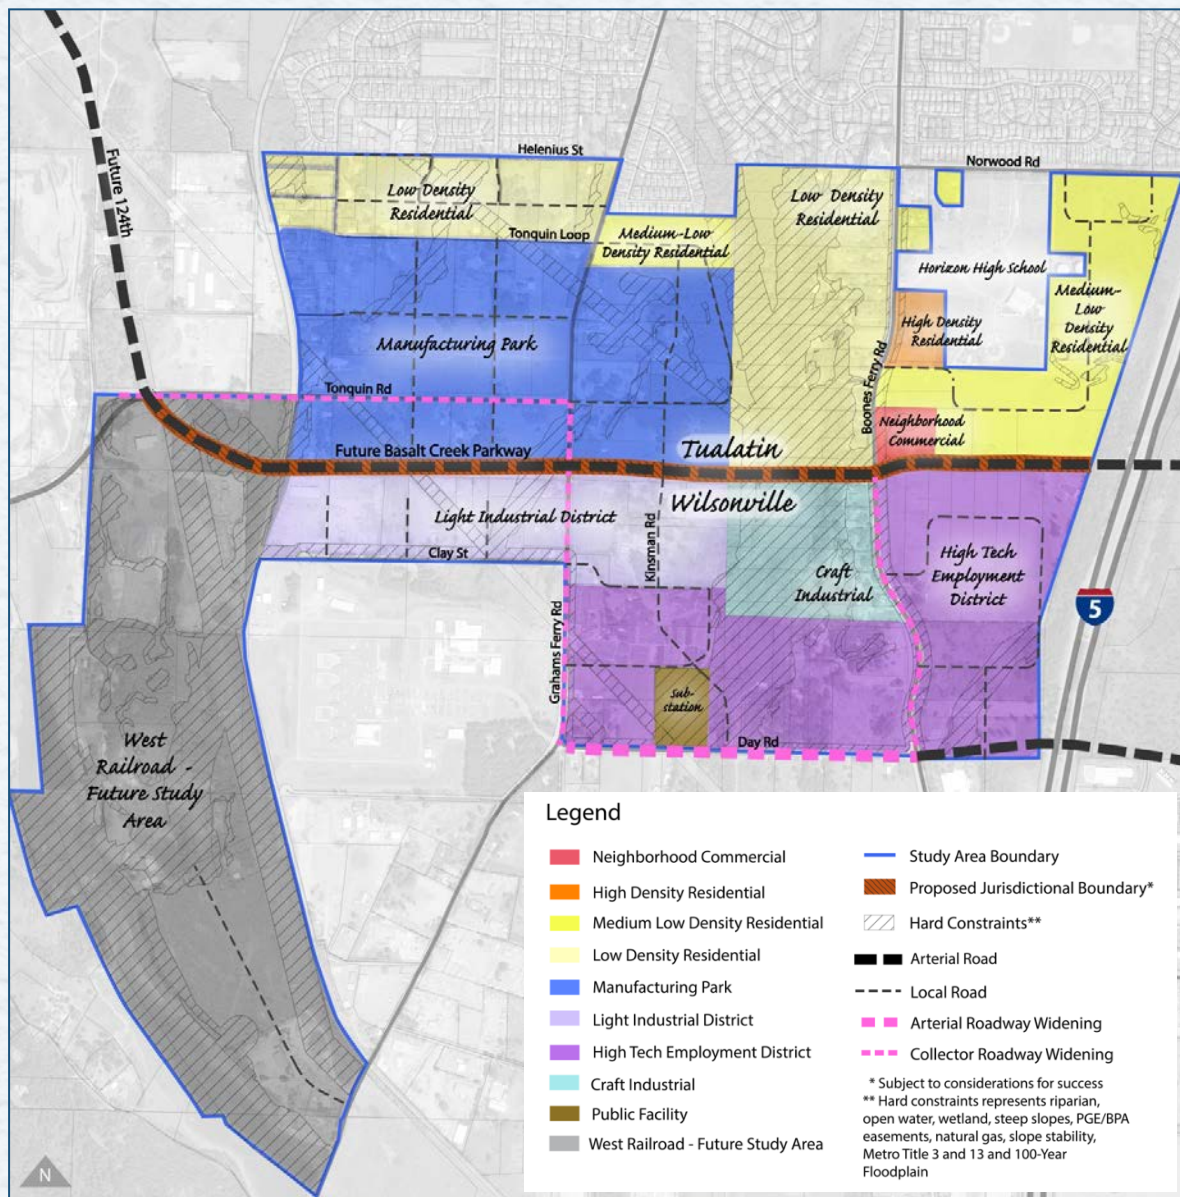 Future 124th
Helenius St
Norwood Rd
Low Density
Residential
Low Density
Residential
Tonquin Loop
Medium-Low
Density Residential
Horizon High School
Medium-
Low
Density
Residential
High Density
Residential
Manufacturing Park
Boones Ferry Rd
Tonquin Rd
Neighborhood
Commercial
Future Basalt Creek Parkway
Tualatin
Wilsonville
Light Industrial District
Kinsman Rd
Clay St
High Tech
Employment
District
Craft
Industrial
5
Grahams Ferry Rd
Sub-
station
West
Railroad -
Future Study
Area
Day Rd
Legend
Neighborhood Commercial
High Density Residential
Medium Low Density Residential
Low Density Residential
Manufacturing Park
Light Industrial District
High Tech Employment District
Craft Industrial
Public Facility
West Railroad - Future Study Area
Study Area Boundary
Proposed Jurisdictional Boundary*
Hard Constraints**
Arterial Road
Local Road
Arterial Roadway Widening
Collector Roadway Widening
* Subject to considerations for success
** Hard constraints represents riparian,
open water, wetland, steep slopes, PGE/BPA
easements, natural gas, slope stability,
Metro Title 3 and 13 and 100-Year
Floodplain
N